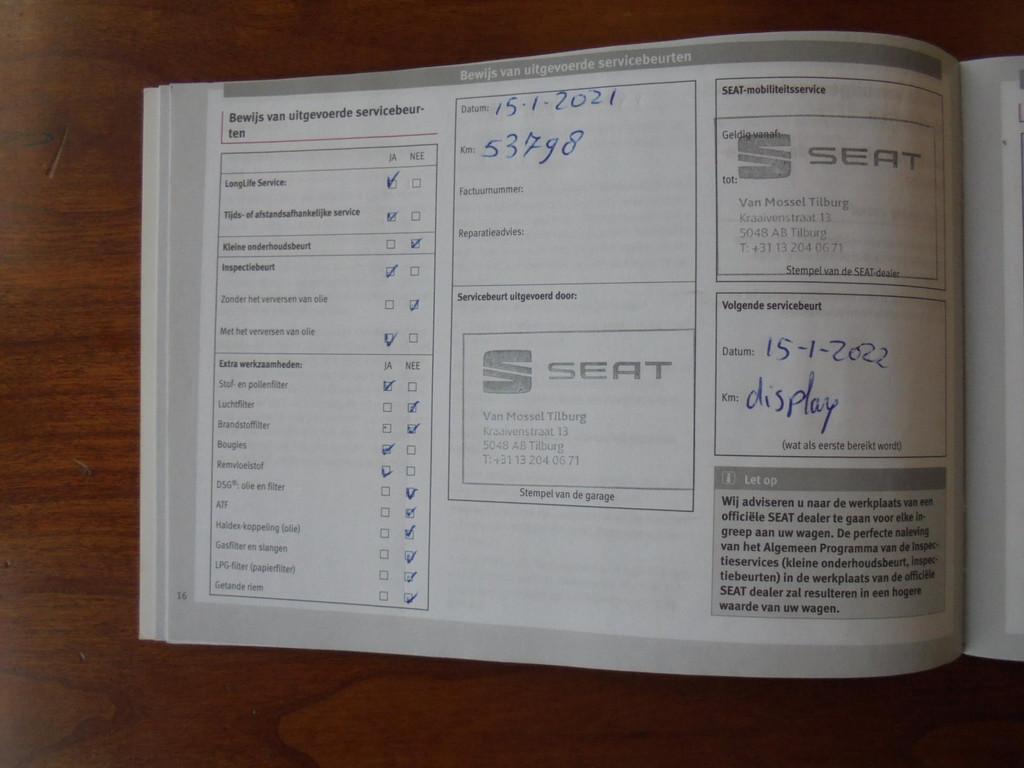 Bewijs van uitgevoerde servicebeurten
Bewijs van uitgevoerde servicebeur-
ten
JA NEE
LongLife Service:
Tijds- of afstandsafhankelijke service
Kleine onderhoudsbeurt
Inspectiebeurt
Zonder het verversen van olie
Met het verversen van olie
Extra werkzaamheden: JA NEE
Stof- en pollenfilter
Luchtfilter
Brandstoffilter
Bougies
Remvloeistof
DSG®: olie en filter
ATF
Haldex-koppeling (olie)
Gasfilter en slangen
LPG-filter (papierfilter)
Getande riem
16
Datum: 15-1-2021
Km: 53798
Factuurnummer:
Reparatieadvies:
Servicebeurt uitgevoerd door:
SEAT
Van Mossel Tilburg
Kraaivenstraat 13
5048 AB Tilburg
T: +31 13 204 06 71
Stempel van de garage
SEAT-mobiliteitsservice
Geldig vanaf:
SEAT
tot:
Van Mossel Tilburg
Kraaivenstraat 13
5048 AB Tilburg
T: +31 13 204 06 71
Stempel van de SEAT-dealer
Volgende servicebeurt
Datum: 15-1-2022
Km: display
(wat als eerste bereikt wordt)
Let op
Wij adviseren u naar de werkplaats van een
officiële SEAT dealer te gaan voor elke in-
greep aan uw wagen. De perfecte naleving
van het Algemeen Programma van de Inspec-
tieservices (kleine onderhoudsbeurt, inspec-
tiebeurten) in de werkplaats van de officiële
SEAT dealer zal resulteren in een hogere
waarde van uw wagen.